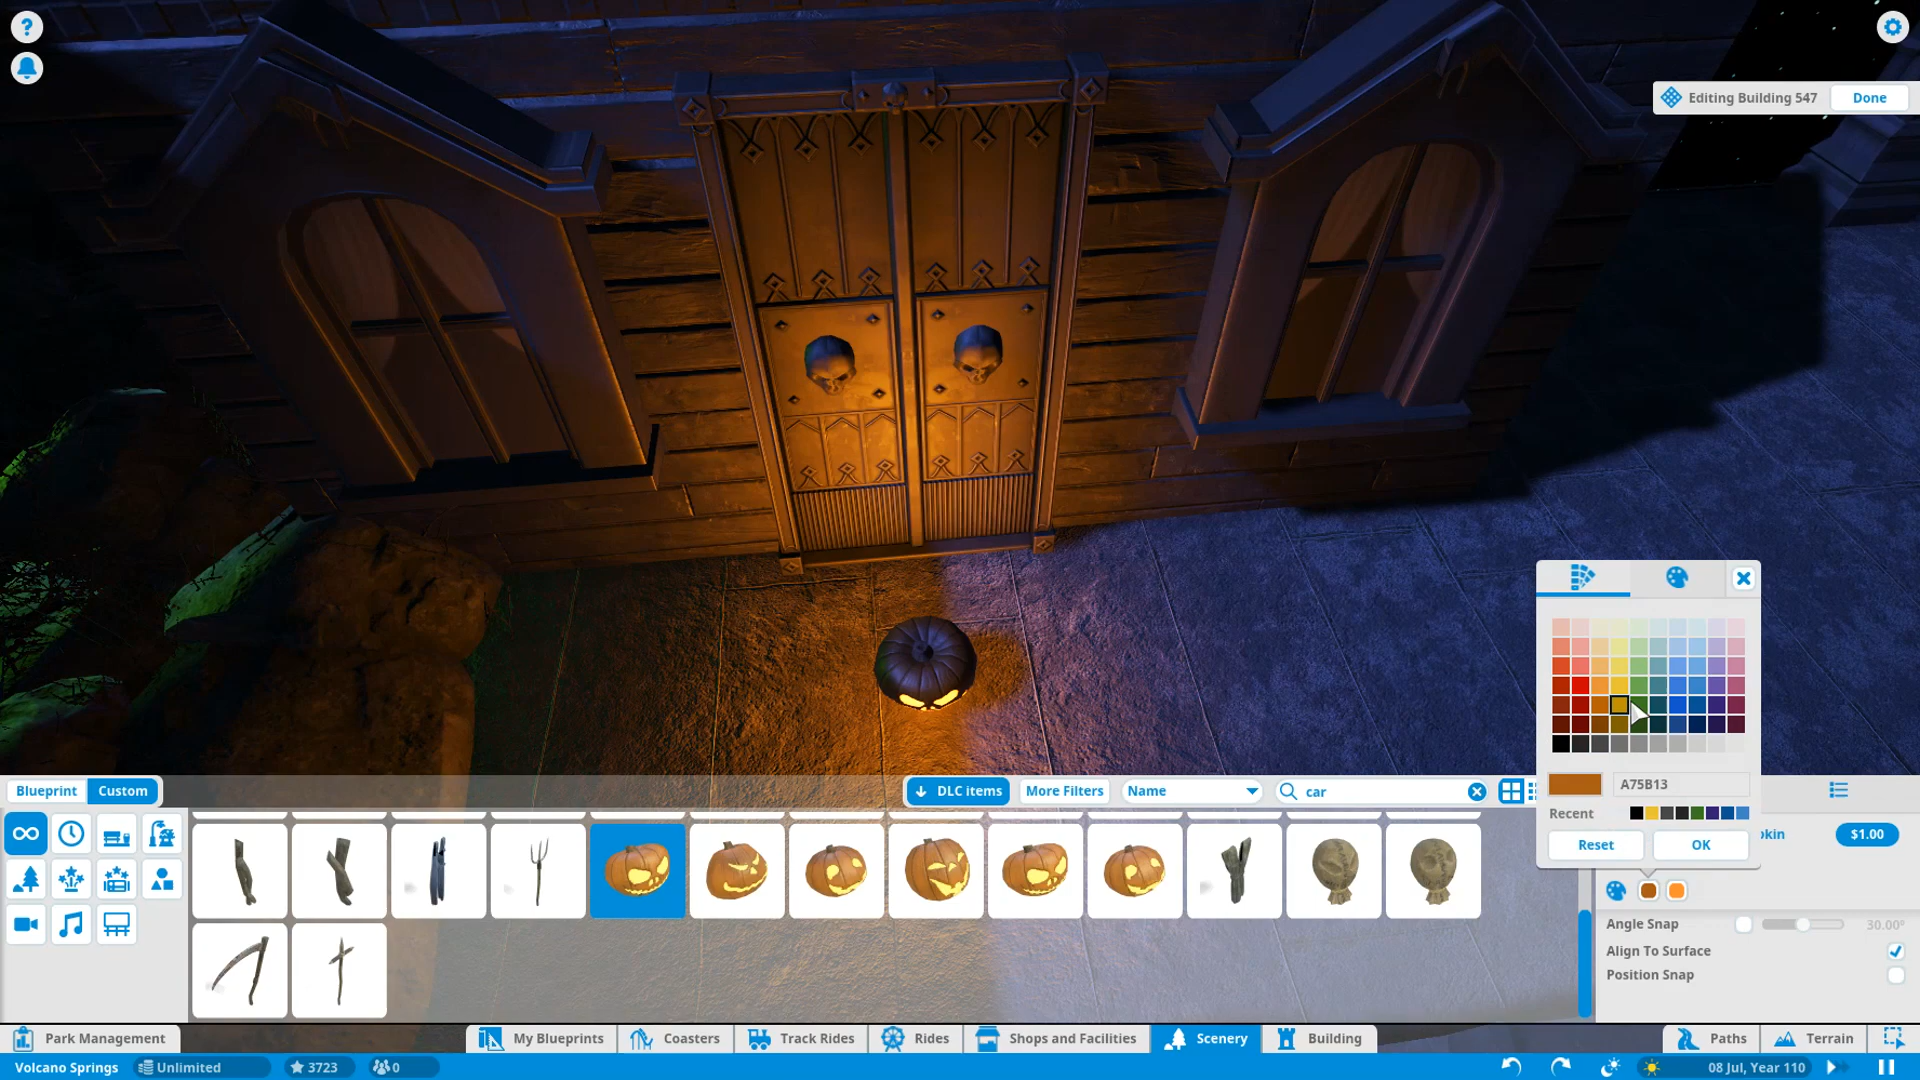 ?
Editing Building 547
Done
A75B13
Recent
Reset
OK
Blueprint
Custom
DLC items
More Filters
Name
car
kin
$1.00
Angle Snap
30.00°
Align To Surface
Position Snap
Park Management
My Blueprints
Coasters
Track Rides
Rides
Shops and Facilities
Scenery
Building
Paths
Terrain
Volcano Springs
Unlimited
3723
0
08 Jul, Year 110